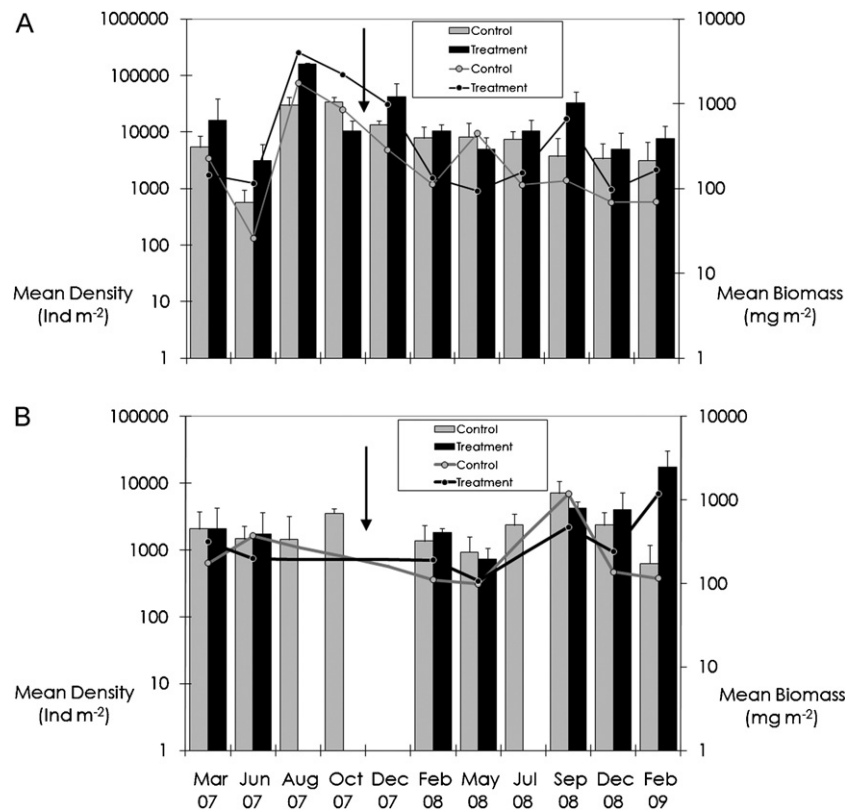 A
1000000
100000
10000
1000
100
10
1
Mean Density
(Ind m-2)
Control
Treatment
Control
Treatment
10000
1000
100
10
1
Mean Biomass
(mg m-2)
B
100000
10000
1000
100
10
1
Mean Density
(Ind m-2)
Control
Treatment
Control
Treatment
10000
1000
100
10
1
Mean Biomass
(mg m-2)
Mar Jun Aug Oct Dec Feb May Jul Sep Dec Feb
07 07 07 07 07 08 08 08 08 08 09